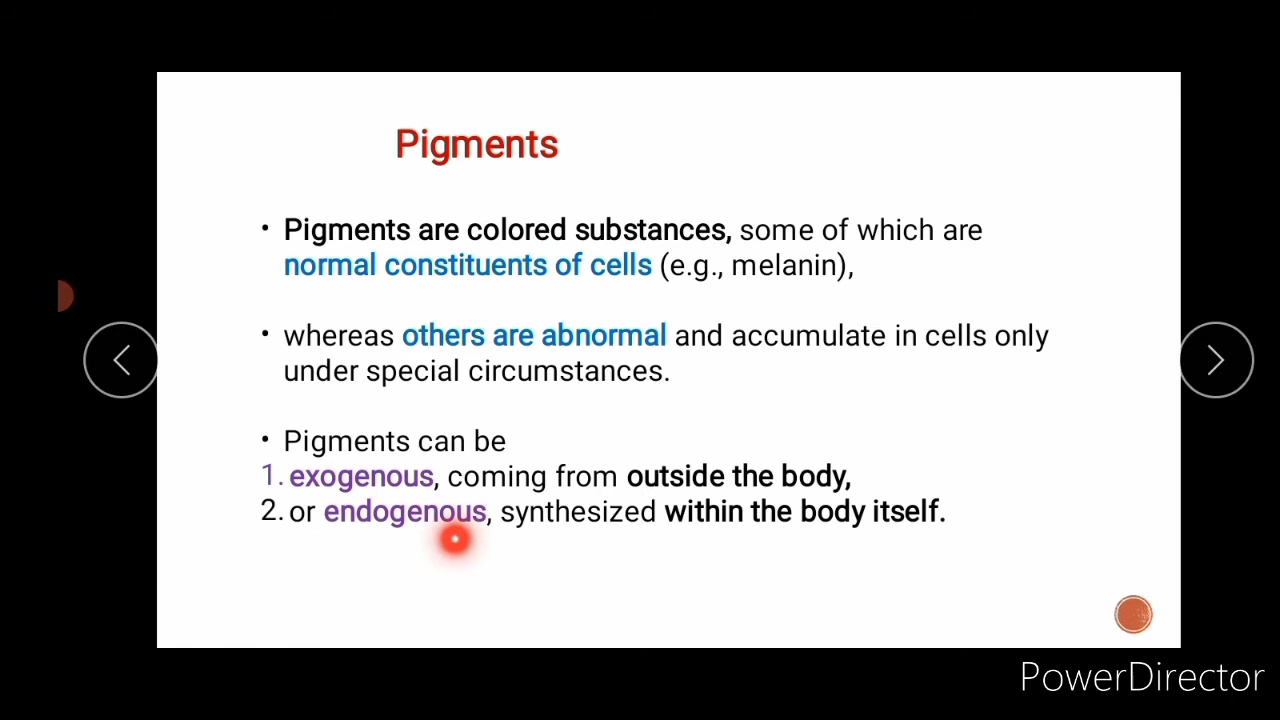 Pigments
• Pigments are colored substances, some of which are
normal constituents of cells (e.g., melanin),
• whereas others are abnormal and accumulate in cells only
under special circumstances.
• Pigments can be
1. exogenous, coming from outside the body,
2. or endogenous, synthesized within the body itself.
PowerDirector